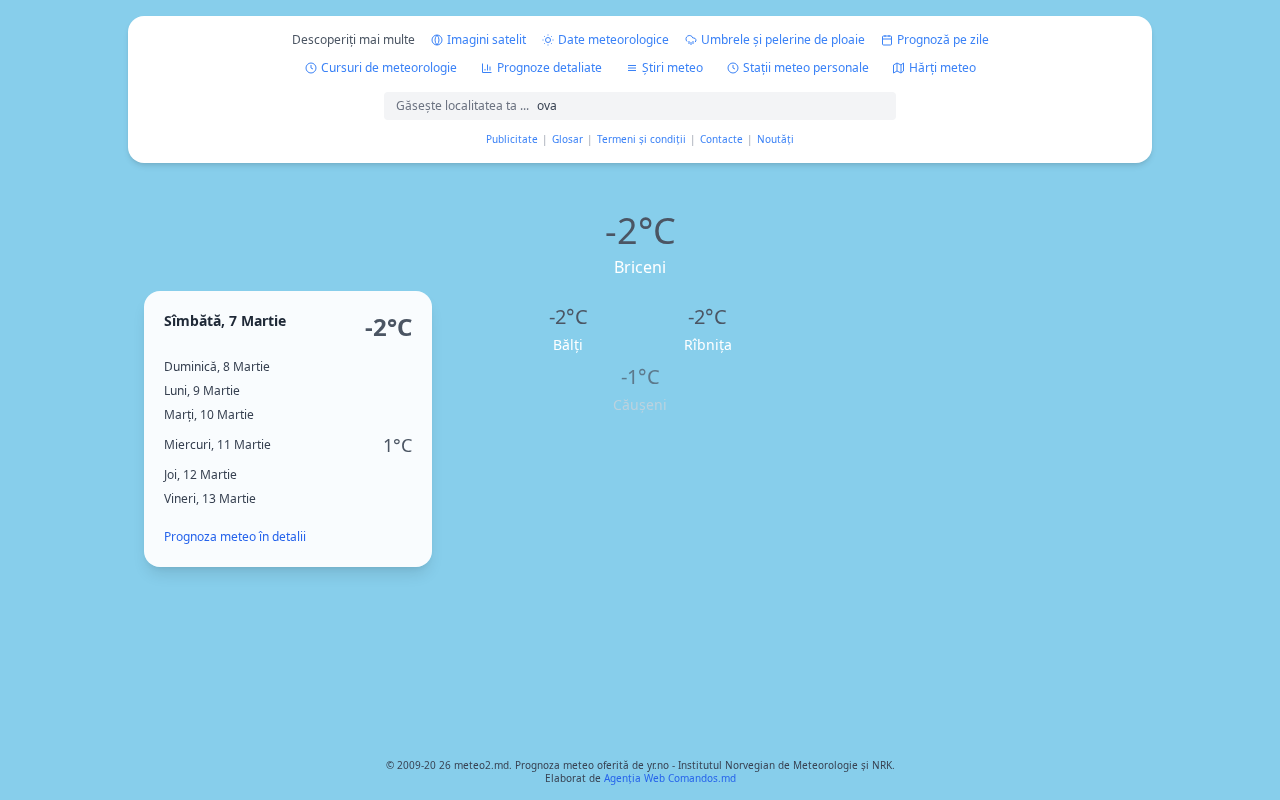 Descoperiți mai multe Imagini satelit Date meteorologice Umbrele și pelerine de ploaie Prognoză pe zile
Cursuri de meteorologie Prognoze detaliate Știri meteo Stații meteo personale Hărți meteo
Găsește localitatea ta ... ova
Publicitate | Glosar | Termeni și condiții | Contacte | Noutăți
-2°C
Briceni
Sîmbătă, 7 Martie -2°C
Duminică, 8 Martie
Luni, 9 Martie
Marți, 10 Martie
Miercuri, 11 Martie 1°C
Joi, 12 Martie
Vineri, 13 Martie
Prognoza meteo în detalii
-2°C -2°C
Bălți Rîbnița
-1°C
Căușeni
© 2009-20 26 meteo2.md. Prognoza meteo oferită de yr.no - Institutul Norvegian de Meteorologie și NRK.
Elaborat de Agenția Web Comandos.md